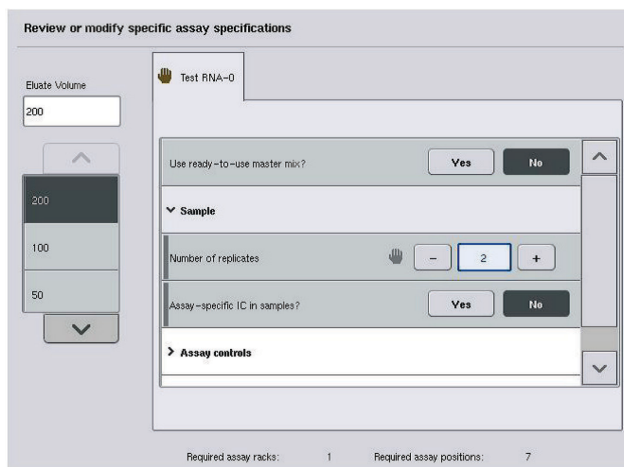 Review or modify specific assay specifications
Eluate Volume
200
200
100
50
Test RNA-0
Use ready-to-use master mix? Yes No
Sample
Number of replicates - 2 +
Assay-specific IC in samples? Yes No
Assay controls
Required assay racks: 1 Required assay positions: 7